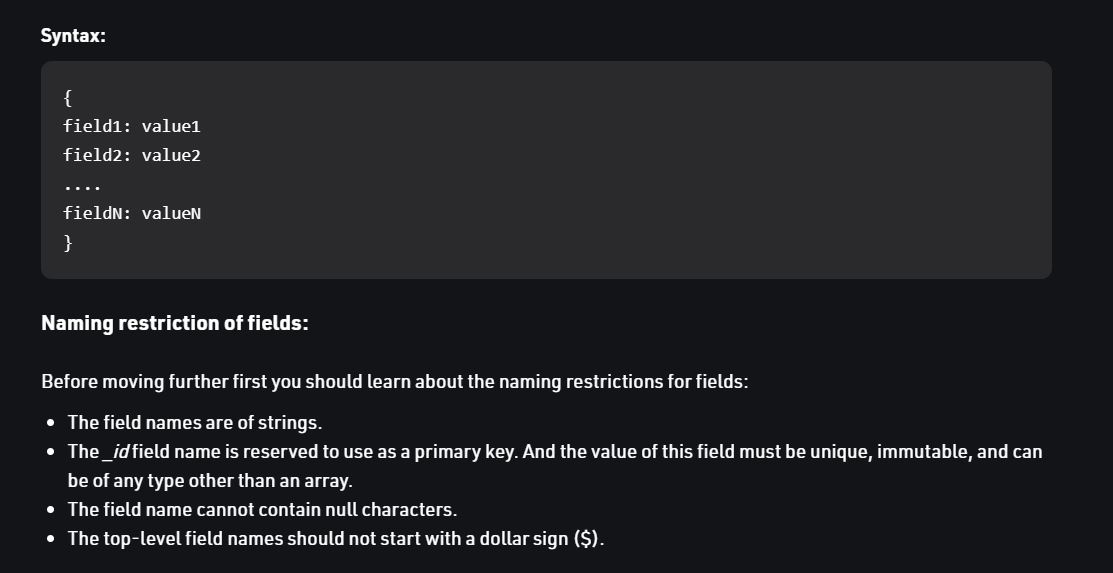 Syntax:
{
field1: value1
field2: value2
....
fieldN: valueN
}
Naming restriction of fields:
Before moving further first you should learn about the naming restrictions for fields:
• The field names are of strings.
• The _id field name is reserved to use as a primary key. And the value of this field must be unique, immutable, and can
be of any type other than an array.
• The field name cannot contain null characters.
• The top-level field names should not start with a dollar sign ($).